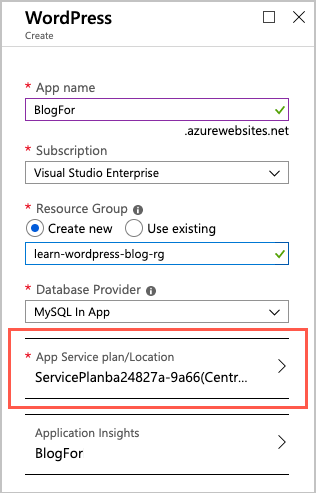 WordPress
Create
* App name
BlogFor
.azurewebsites.net
* Subscription
Visual Studio Enterprise
* Resource Group
Create new Use existing
learn-wordpress-blog-rg
* Database Provider
MySQL In App
* App Service plan/Location
ServicePlanba24827a-9a66(Centr...
Application Insights
BlogFor